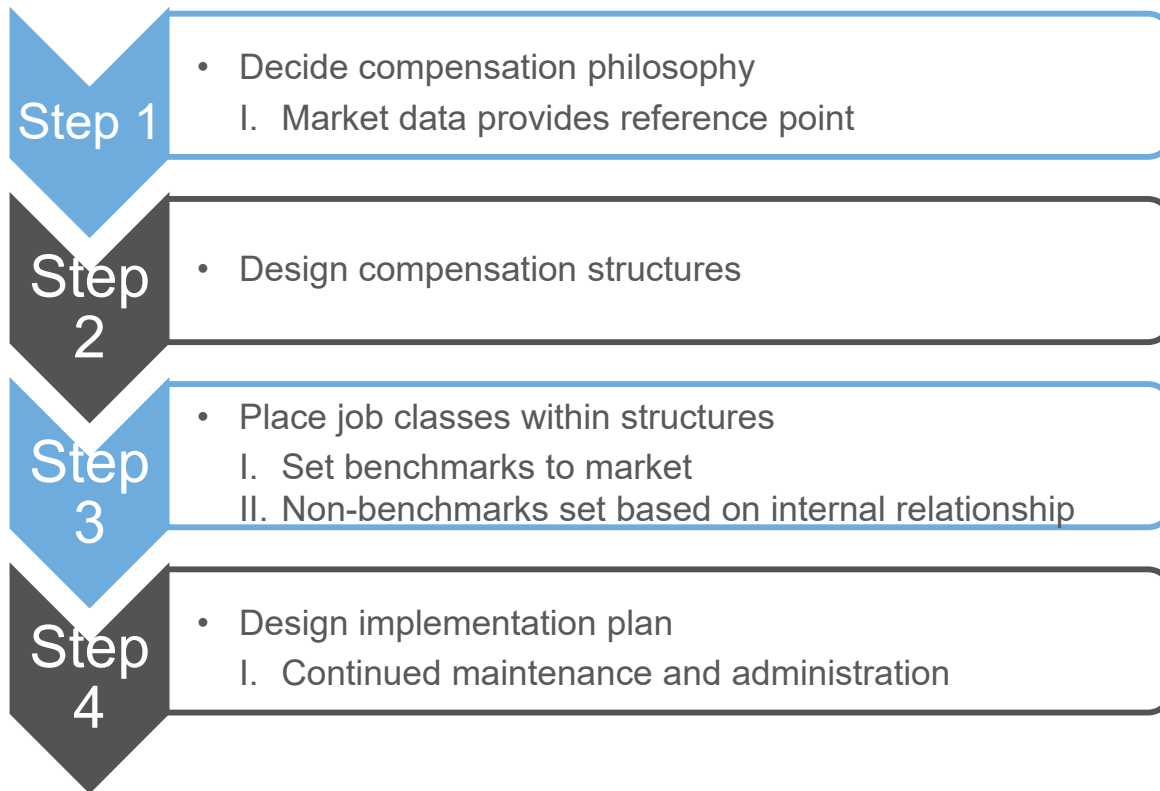 Step 1
• Decide compensation philosophy
I. Market data provides reference point
Step
2
• Design compensation structures
Step
3
• Place job classes within structures
I. Set benchmarks to market
II. Non-benchmarks set based on internal relationship
Step
4
• Design implementation plan
I. Continued maintenance and administration